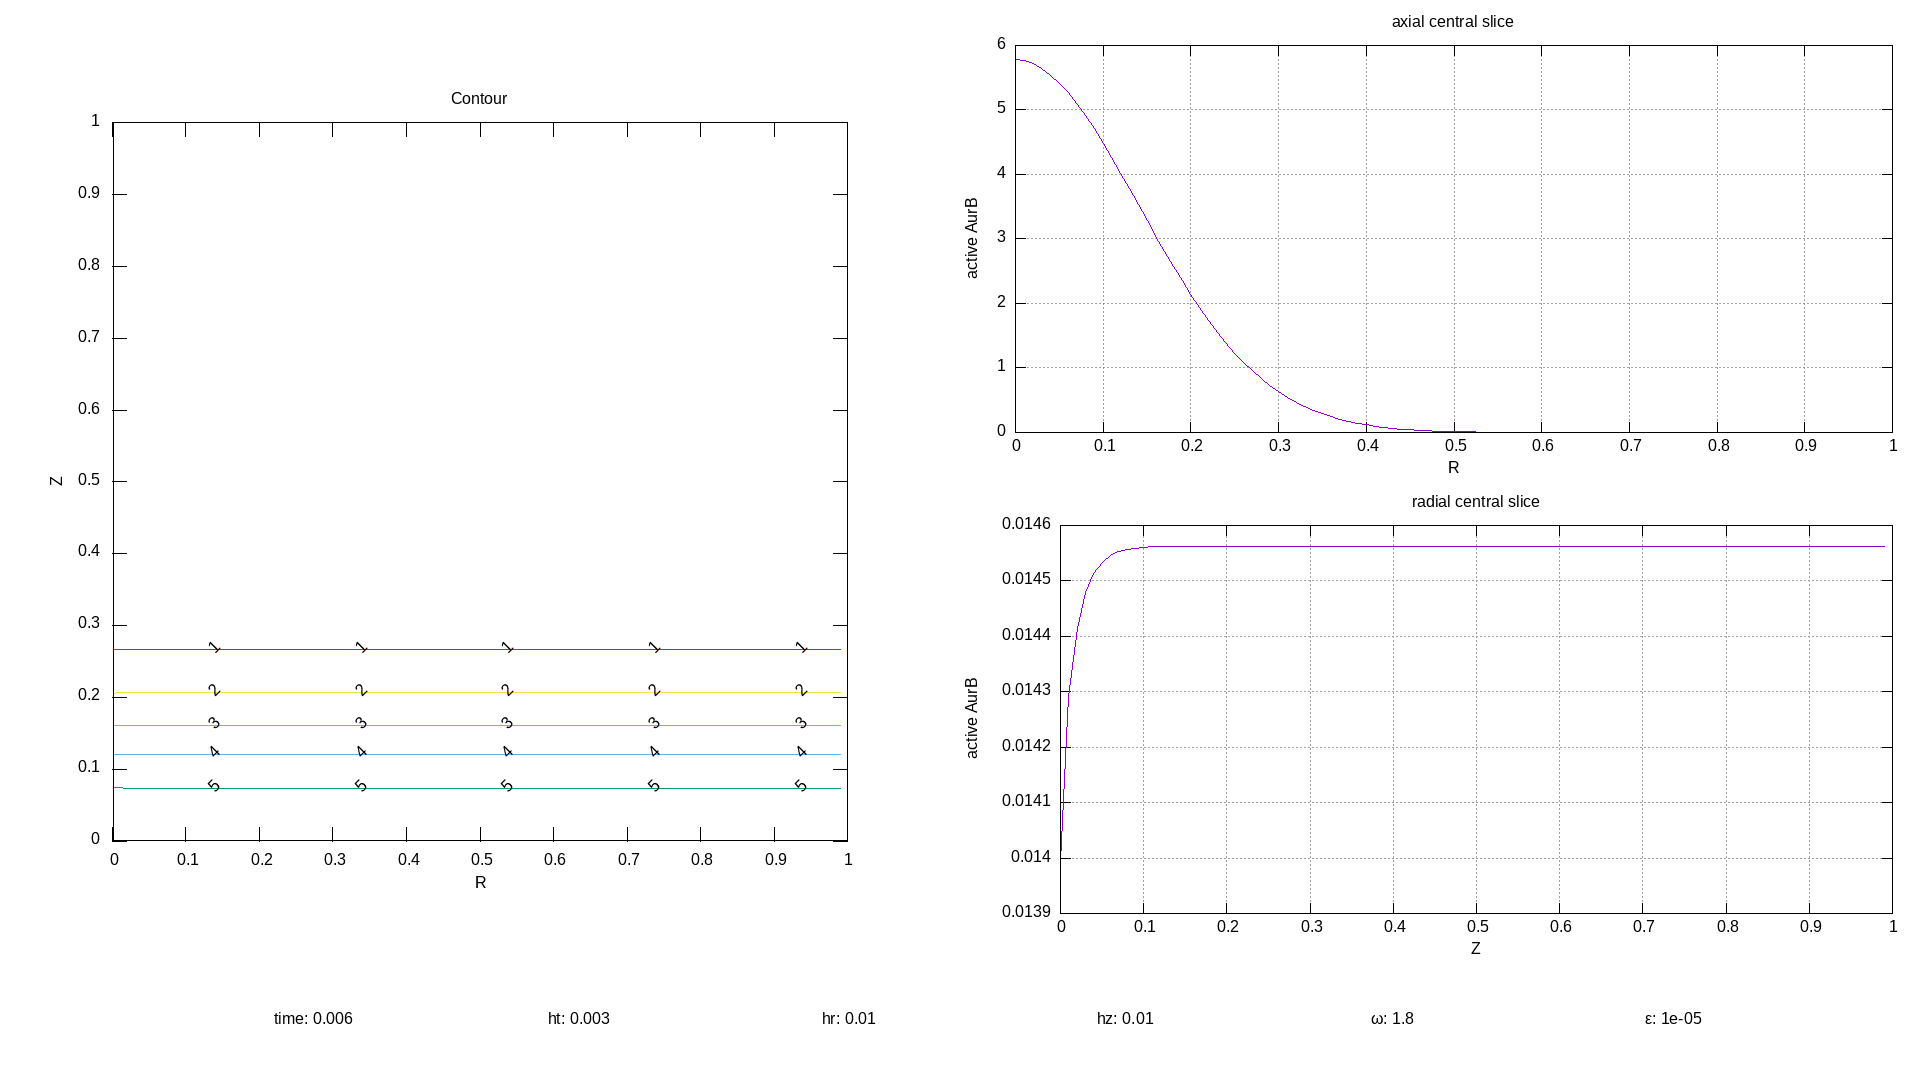 Contour
1
0.9
0.8
0.7
0.6
0.5
0.4
0.3
0.2
0.1
0
Z
1 1 1 1 1
2 2 2 2 2
3 3 3 3 3
4 4 4 4 4
5 5 5 5 5
0 0.1 0.2 0.3 0.4 0.5 0.6 0.7 0.8 0.9 1
R
axial central slice
6
5
4
3
2
1
0
active AurB
0 0.1 0.2 0.3 0.4 0.5 0.6 0.7 0.8 0.9 1
R
radial central slice
0.0146
0.0145
0.0144
0.0143
0.0142
0.0141
0.014
0.0139
active AurB
0 0.1 0.2 0.3 0.4 0.5 0.6 0.7 0.8 0.9 1
Z
time: 0.006 ht: 0.003 hr: 0.01 hz: 0.01 ω: 1.8 ε: 1e-05